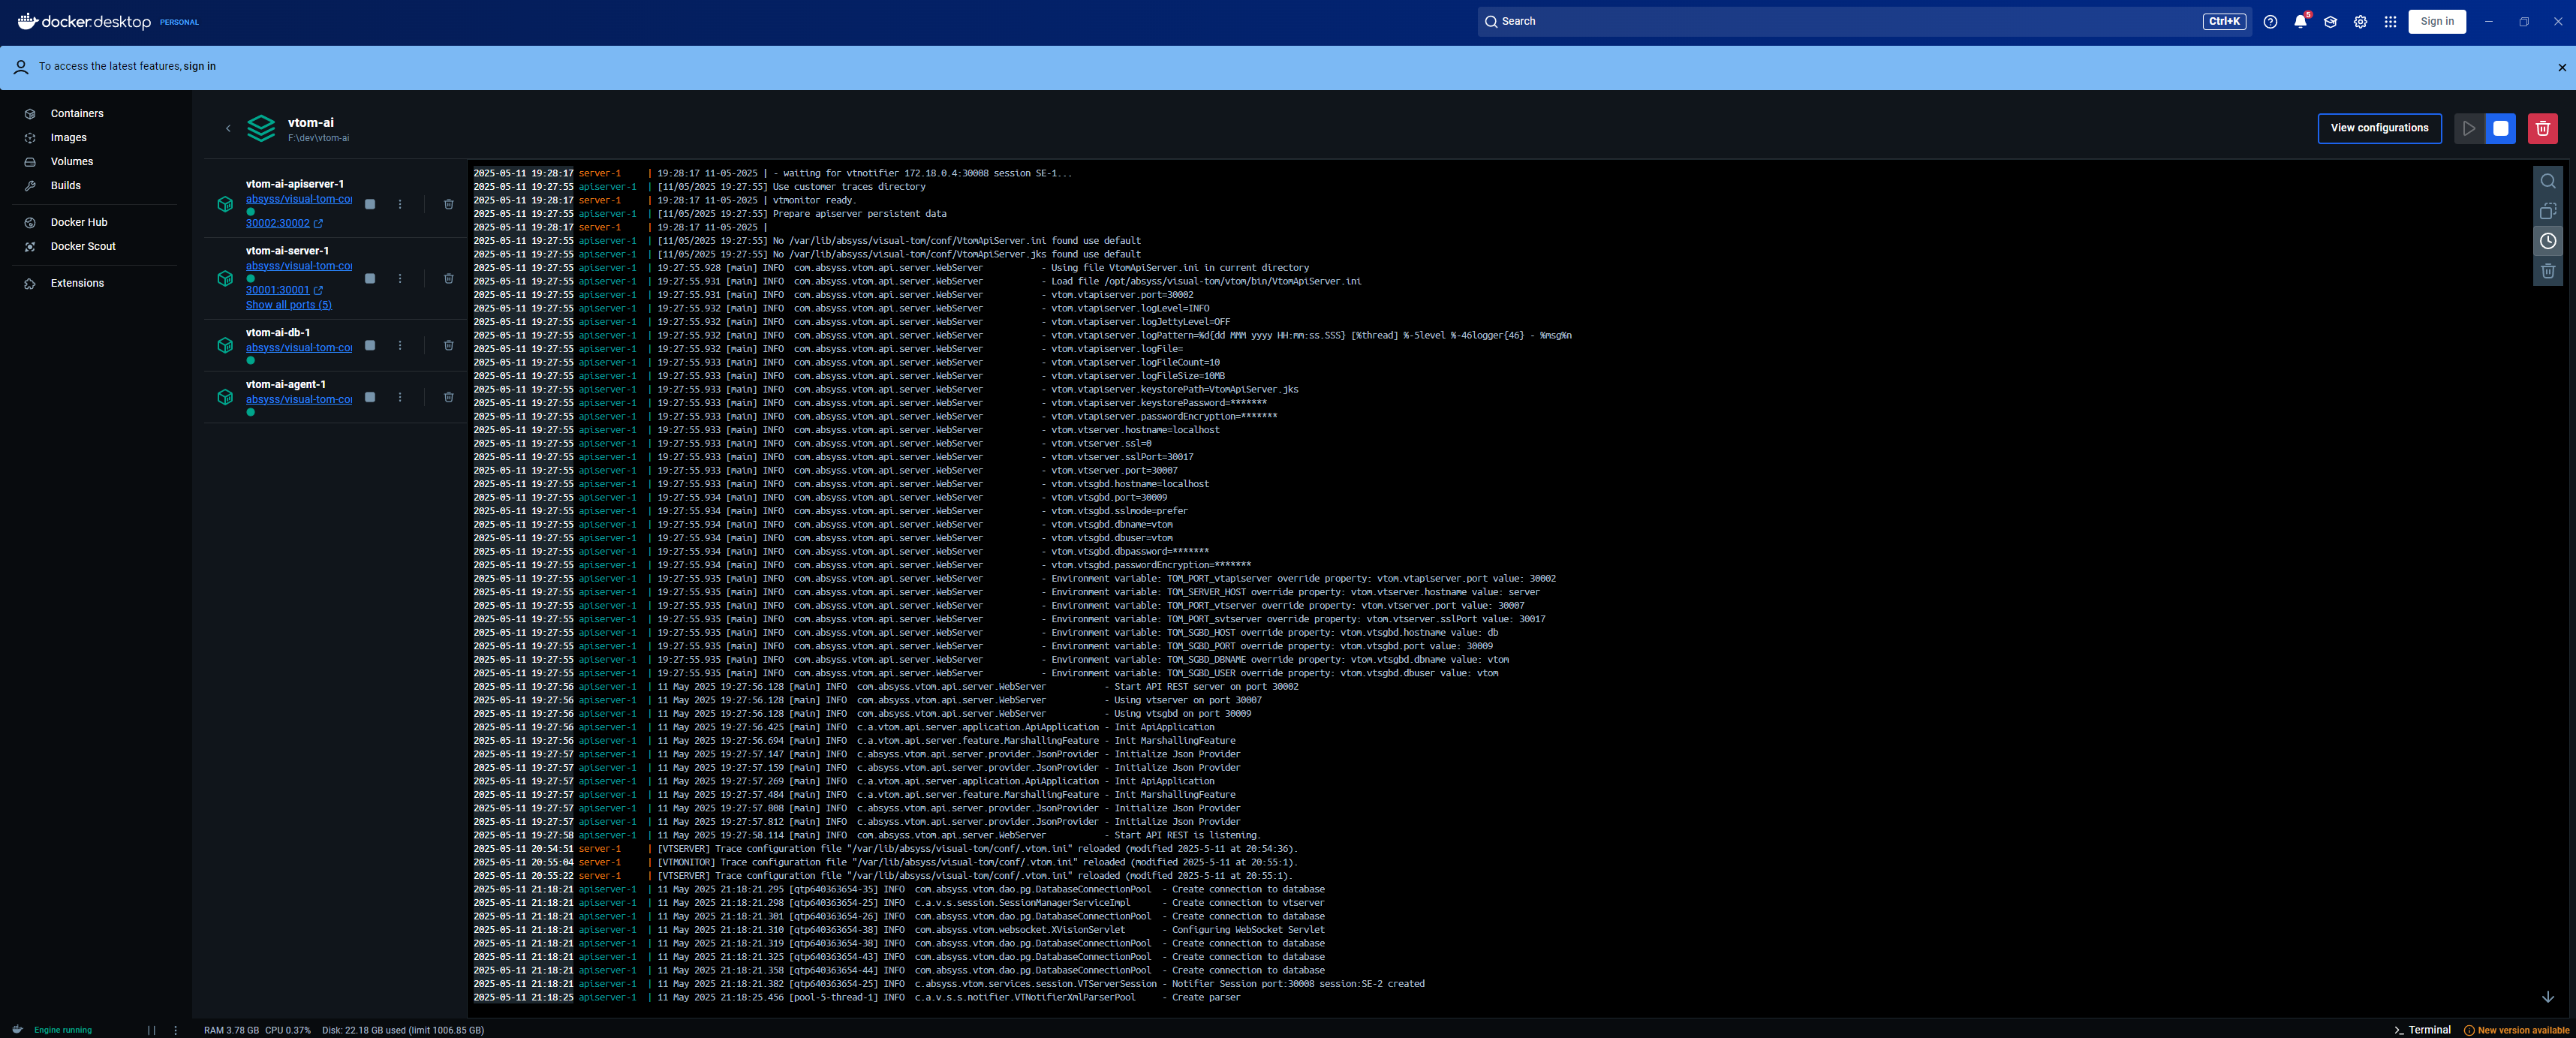 docker.desktop PERSONAL
Search Ctrl+K
5
Sign in
To access the latest features, sign in
Containers
Images
Volumes
Builds
Docker Hub
Docker Scout
Extensions
vtom-ai
F:\dev\vtom-ai
View configurations
vtom-ai-apiserver-1
absyss/visual-tom-co
30002:30002
vtom-ai-server-1
absyss/visual-tom-co
30001:30001
Show all ports (5)
vtom-ai-db-1
absyss/visual-tom-co
vtom-ai-agent-1
absyss/visual-tom-co
2025-05-11 19:28:17 server-1 | 19:28:17 11-05-2025 | - waiting for vtnotifier 172.18.0.4:30008 session SE-1...
2025-05-11 19:27:55 apiserver-1 | [11/05/2025 19:27:55] Use customer traces directory
2025-05-11 19:28:17 server-1 | 19:28:17 11-05-2025 | vtmonitor ready.
2025-05-11 19:27:55 apiserver-1 | [11/05/2025 19:27:55] Prepare apiserver persistent data
2025-05-11 19:28:17 server-1 | 19:28:17 11-05-2025 |
2025-05-11 19:27:55 apiserver-1 | [11/05/2025 19:27:55] No /var/lib/absyss/visual-tom/conf/VtomApiServer.ini found use default
2025-05-11 19:27:55 apiserver-1 | [11/05/2025 19:27:55] No /var/lib/absyss/visual-tom/conf/VtomApiServer.jks found use default
2025-05-11 19:27:55 apiserver-1 | 19:27:55.928 [main] INFO com.absyss.vtom.api.server.WebServer - Using file VtomApiServer.ini in current directory
2025-05-11 19:27:55 apiserver-1 | 19:27:55.931 [main] INFO com.absyss.vtom.api.server.WebServer - Load file /opt/absyss/visual-tom/vtom/bin/VtomApiServer.ini
2025-05-11 19:27:55 apiserver-1 | 19:27:55.931 [main] INFO com.absyss.vtom.api.server.WebServer - vtom.vtapiserver.port=30002
2025-05-11 19:27:55 apiserver-1 | 19:27:55.932 [main] INFO com.absyss.vtom.api.server.WebServer - vtom.vtapiserver.logLevel=INFO
2025-05-11 19:27:55 apiserver-1 | 19:27:55.932 [main] INFO com.absyss.vtom.api.server.WebServer - vtom.vtapiserver.logJettyLevel=OFF
2025-05-11 19:27:55 apiserver-1 | 19:27:55.932 [main] INFO com.absyss.vtom.api.server.WebServer - vtom.vtapiserver.logPattern=%d{dd MMM yyyy HH:mm:ss.SSS} [%thread] %-5level %-46logger{46} - %msg%n
2025-05-11 19:27:55 apiserver-1 | 19:27:55.932 [main] INFO com.absyss.vtom.api.server.WebServer - vtom.vtapiserver.logFile=
2025-05-11 19:27:55 apiserver-1 | 19:27:55.933 [main] INFO com.absyss.vtom.api.server.WebServer - vtom.vtapiserver.logFileCount=10
2025-05-11 19:27:55 apiserver-1 | 19:27:55.933 [main] INFO com.absyss.vtom.api.server.WebServer - vtom.vtapiserver.logFileSize=10MB
2025-05-11 19:27:55 apiserver-1 | 19:27:55.933 [main] INFO com.absyss.vtom.api.server.WebServer - vtom.vtapiserver.keystorePath=VtomApiServer.jks
2025-05-11 19:27:55 apiserver-1 | 19:27:55.933 [main] INFO com.absyss.vtom.api.server.WebServer - vtom.vtapiserver.keystorePassword=*******
2025-05-11 19:27:55 apiserver-1 | 19:27:55.933 [main] INFO com.absyss.vtom.api.server.WebServer - vtom.vtapiserver.passwordEncryption=*******
2025-05-11 19:27:55 apiserver-1 | 19:27:55.933 [main] INFO com.absyss.vtom.api.server.WebServer - vtom.vtserver.hostname=localhost
2025-05-11 19:27:55 apiserver-1 | 19:27:55.933 [main] INFO com.absyss.vtom.api.server.WebServer - vtom.vtserver.ssl=0
2025-05-11 19:27:55 apiserver-1 | 19:27:55.933 [main] INFO com.absyss.vtom.api.server.WebServer - vtom.vtserver.sslPort=30017
2025-05-11 19:27:55 apiserver-1 | 19:27:55.933 [main] INFO com.absyss.vtom.api.server.WebServer - vtom.vtserver.port=30007
2025-05-11 19:27:55 apiserver-1 | 19:27:55.933 [main] INFO com.absyss.vtom.api.server.WebServer - vtom.vtsgbd.hostname=localhost
2025-05-11 19:27:55 apiserver-1 | 19:27:55.934 [main] INFO com.absyss.vtom.api.server.WebServer - vtom.vtsgbd.port=30009
2025-05-11 19:27:55 apiserver-1 | 19:27:55.934 [main] INFO com.absyss.vtom.api.server.WebServer - vtom.vtsgbd.sslmode=prefer
2025-05-11 19:27:55 apiserver-1 | 19:27:55.934 [main] INFO com.absyss.vtom.api.server.WebServer - vtom.vtsgbd.dbname=vtom
2025-05-11 19:27:55 apiserver-1 | 19:27:55.934 [main] INFO com.absyss.vtom.api.server.WebServer - vtom.vtsgbd.dbuser=vtom
2025-05-11 19:27:55 apiserver-1 | 19:27:55.934 [main] INFO com.absyss.vtom.api.server.WebServer - vtom.vtsgbd.dbpassword=*******
2025-05-11 19:27:55 apiserver-1 | 19:27:55.934 [main] INFO com.absyss.vtom.api.server.WebServer - vtom.vtsgbd.passwordEncryption=*******
2025-05-11 19:27:55 apiserver-1 | 19:27:55.935 [main] INFO com.absyss.vtom.api.server.WebServer - Environment variable: TOM_PORT_vtapiserver override property: vtom.vtapiserver.port value: 30002
2025-05-11 19:27:55 apiserver-1 | 19:27:55.935 [main] INFO com.absyss.vtom.api.server.WebServer - Environment variable: TOM_SERVER_HOST override property: vtom.vtserver.hostname value: server
2025-05-11 19:27:55 apiserver-1 | 19:27:55.935 [main] INFO com.absyss.vtom.api.server.WebServer - Environment variable: TOM_PORT_vtserver override property: vtom.vtserver.port value: 30007
2025-05-11 19:27:55 apiserver-1 | 19:27:55.935 [main] INFO com.absyss.vtom.api.server.WebServer - Environment variable: TOM_PORT_svtserver override property: vtom.vtserver.sslPort value: 30017
2025-05-11 19:27:55 apiserver-1 | 19:27:55.935 [main] INFO com.absyss.vtom.api.server.WebServer - Environment variable: TOM_SGBD_HOST override property: vtom.vtsgbd.hostname value: db
2025-05-11 19:27:55 apiserver-1 | 19:27:55.935 [main] INFO com.absyss.vtom.api.server.WebServer - Environment variable: TOM_SGBD_PORT override property: vtom.vtsgbd.port value: 30009
2025-05-11 19:27:55 apiserver-1 | 19:27:55.935 [main] INFO com.absyss.vtom.api.server.WebServer - Environment variable: TOM_SGBD_DBNAME override property: vtom.vtsgbd.dbname value: vtom
2025-05-11 19:27:55 apiserver-1 | 19:27:55.935 [main] INFO com.absyss.vtom.api.server.WebServer - Environment variable: TOM_SGBD_USER override property: vtom.vtsgbd.dbuser value: vtom
2025-05-11 19:27:56 apiserver-1 | 11 May 2025 19:27:56.128 [main] INFO com.absyss.vtom.api.server.WebServer - Start API REST server on port 30002
2025-05-11 19:27:56 apiserver-1 | 11 May 2025 19:27:56.128 [main] INFO com.absyss.vtom.api.server.WebServer - Using vtserver on port 30007
2025-05-11 19:27:56 apiserver-1 | 11 May 2025 19:27:56.128 [main] INFO com.absyss.vtom.api.server.WebServer - Using vtsgbd on port 30009
2025-05-11 19:27:56 apiserver-1 | 11 May 2025 19:27:56.425 [main] INFO c.a.vtom.api.server.application.ApiApplication - Init ApiApplication
2025-05-11 19:27:56 apiserver-1 | 11 May 2025 19:27:56.694 [main] INFO c.a.vtom.api.server.feature.MarshallingFeature - Init MarshallingFeature
2025-05-11 19:27:57 apiserver-1 | 11 May 2025 19:27:57.147 [main] INFO c.absyss.vtom.api.server.provider.JsonProvider - Initialize Json Provider
2025-05-11 19:27:57 apiserver-1 | 11 May 2025 19:27:57.159 [main] INFO c.absyss.vtom.api.server.provider.JsonProvider - Initialize Json Provider
2025-05-11 19:27:57 apiserver-1 | 11 May 2025 19:27:57.269 [main] INFO c.a.vtom.api.server.application.ApiApplication - Init ApiApplication
2025-05-11 19:27:57 apiserver-1 | 11 May 2025 19:27:57.484 [main] INFO c.a.vtom.api.server.feature.MarshallingFeature - Init MarshallingFeature
2025-05-11 19:27:57 apiserver-1 | 11 May 2025 19:27:57.808 [main] INFO c.absyss.vtom.api.server.provider.JsonProvider - Initialize Json Provider
2025-05-11 19:27:57 apiserver-1 | 11 May 2025 19:27:57.812 [main] INFO c.absyss.vtom.api.server.provider.JsonProvider - Initialize Json Provider
2025-05-11 19:27:58 apiserver-1 | 11 May 2025 19:27:58.114 [main] INFO com.absyss.vtom.api.server.WebServer - Start API REST is listening.
2025-05-11 20:54:51 server-1 | [VTSERVER] Trace configuration file "/var/lib/absyss/visual-tom/conf/.vtom.ini" reloaded (modified 2025-5-11 at 20:54:36).
2025-05-11 20:55:04 server-1 | [VTMONITOR] Trace configuration file "/var/lib/absyss/visual-tom/conf/.vtom.ini" reloaded (modified 2025-5-11 at 20:55:1).
2025-05-11 20:55:22 server-1 | [VTSERVER] Trace configuration file "/var/lib/absyss/visual-tom/conf/.vtom.ini" reloaded (modified 2025-5-11 at 20:55:1).
2025-05-11 21:18:21 apiserver-1 | 11 May 2025 21:18:21.295 [qtp640363654-35] INFO com.absyss.vtom.dao.pg.DatabaseConnectionPool - Create connection to database
2025-05-11 21:18:21 apiserver-1 | 11 May 2025 21:18:21.298 [qtp640363654-25] INFO c.a.v.s.session.SessionManagerServiceImpl - Create connection to vtserver
2025-05-11 21:18:21 apiserver-1 | 11 May 2025 21:18:21.301 [qtp640363654-26] INFO com.absyss.vtom.dao.pg.DatabaseConnectionPool - Create connection to database
2025-05-11 21:18:21 apiserver-1 | 11 May 2025 21:18:21.310 [qtp640363654-38] INFO com.absyss.vtom.websocket.XVisionServlet - Configuring WebSocket Servlet
2025-05-11 21:18:21 apiserver-1 | 11 May 2025 21:18:21.319 [qtp640363654-38] INFO com.absyss.vtom.dao.pg.DatabaseConnectionPool - Create connection to database
2025-05-11 21:18:21 apiserver-1 | 11 May 2025 21:18:21.325 [qtp640363654-43] INFO com.absyss.vtom.dao.pg.DatabaseConnectionPool - Create connection to database
2025-05-11 21:18:21 apiserver-1 | 11 May 2025 21:18:21.358 [qtp640363654-44] INFO com.absyss.vtom.dao.pg.DatabaseConnectionPool - Create connection to database
2025-05-11 21:18:21 apiserver-1 | 11 May 2025 21:18:21.382 [qtp640363654-25] INFO c.absyss.vtom.services.session.VTServerSession - Notifier Session port:30008 session:SE-2 created
2025-05-11 21:18:25 apiserver-1 | 11 May 2025 21:18:25.456 [pool-5-thread-1] INFO c.a.v.s.s.notifier.VTNotifierXmlParserPool - Create parser
Engine running
RAM 3.78 GB CPU 0.37% Disk: 22.18 GB used (limit 1006.85 GB)
Terminal
New version available